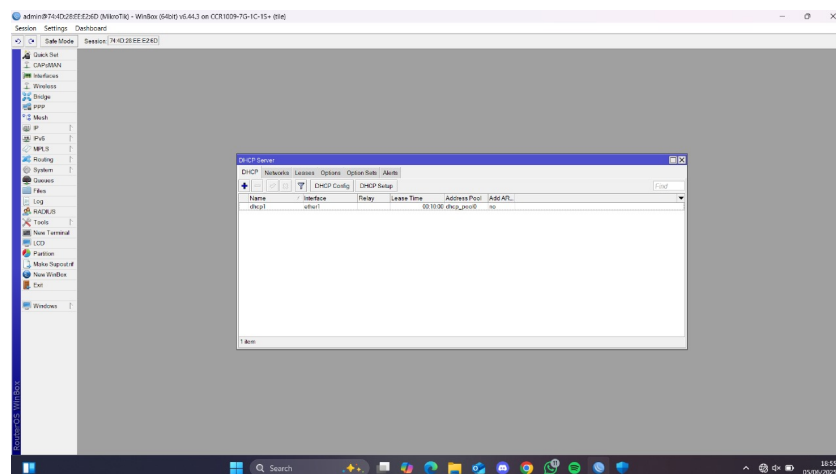 admin@74:4D:28:EE:E2:6D (MikroTik) - WinBox (64bit) v6.44.3 on CCR1009-7G-1C-1S+ (tile)
Session Settings Dashboard
Safe Mode Session: 74:4D:28:EE:E2:6D
Quick Set
CAPsMAN
Interfaces
Wireless
Bridge
PPP
Mesh
IP
IPv6
MPLS
Routing
System
Queues
Files
Log
RADIUS
Tools
New Terminal
LCD
Partition
Make Supout.rif
New WinBox
Exit
Windows
RouterOS WinBox
DHCP Server
DHCP Networks Leases Options Option Sets Alerts
DHCP Config DHCP Setup Find
Name Interface Relay Lease Time Address Pool Add AR...
dhcp1 ether1 00:10:00 dhcp_pool0 no
1 item
Search
18:55
05/06/2025